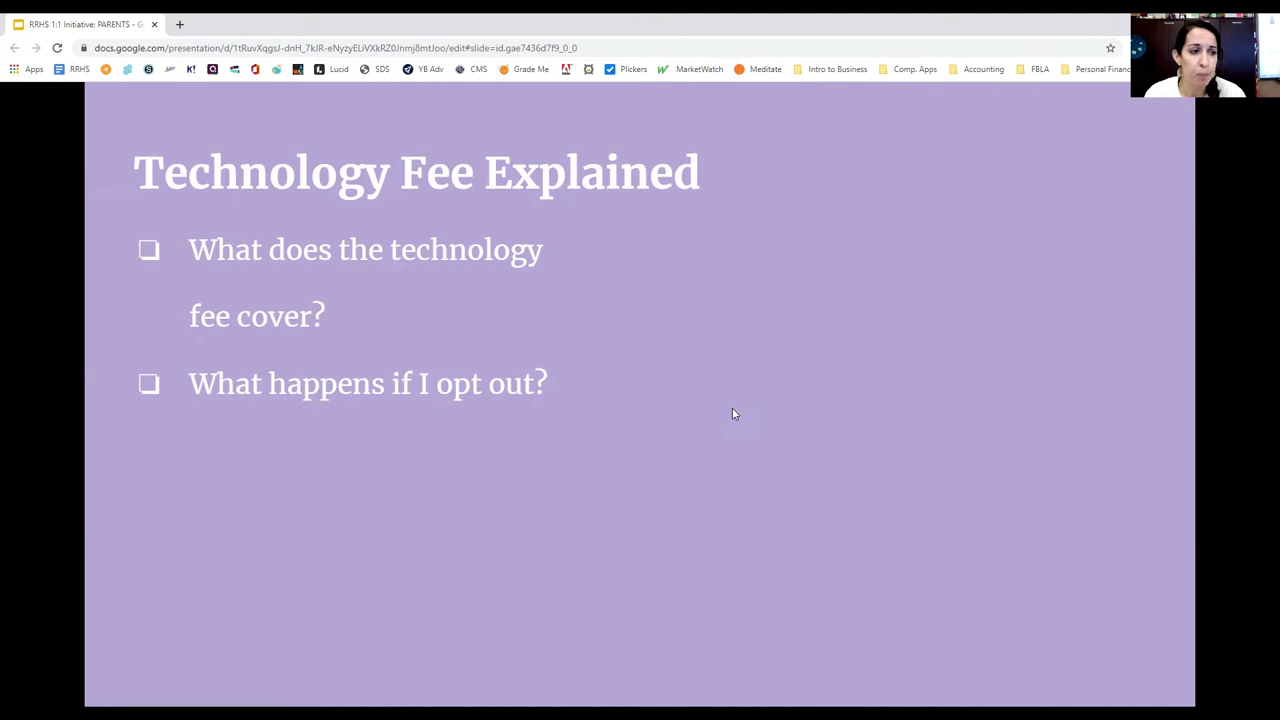 RRHS 1:1 Initiative: PARENTS - G
docs.google.com/presentation/d/1tRuvXqgsJ-dnH_7kJR-eNyzyELiVXkRZ0Jnmj8mtJoo/edit#slide=id.gae7436d7f9_0_0
Apps RRHS K! Lucid SDS YB Adv CMS Grade Me Plickers MarketWatch Meditate Intro to Business Comp. Apps Accounting FBLA Personal Financ
Technology Fee Explained
❏ What does the technology
fee cover?
❏ What happens if I opt out?